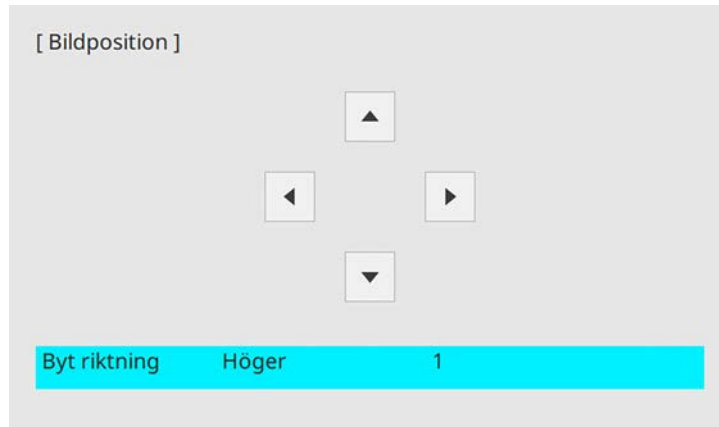 [ Bildposition ]
Byt riktning Höger 1